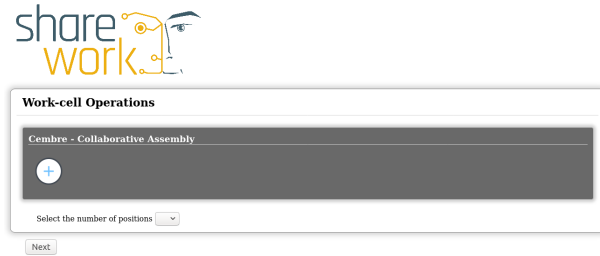 share
work
Work-cell Operations
Cembre - Collaborative Assembly
Select the number of positions
Next